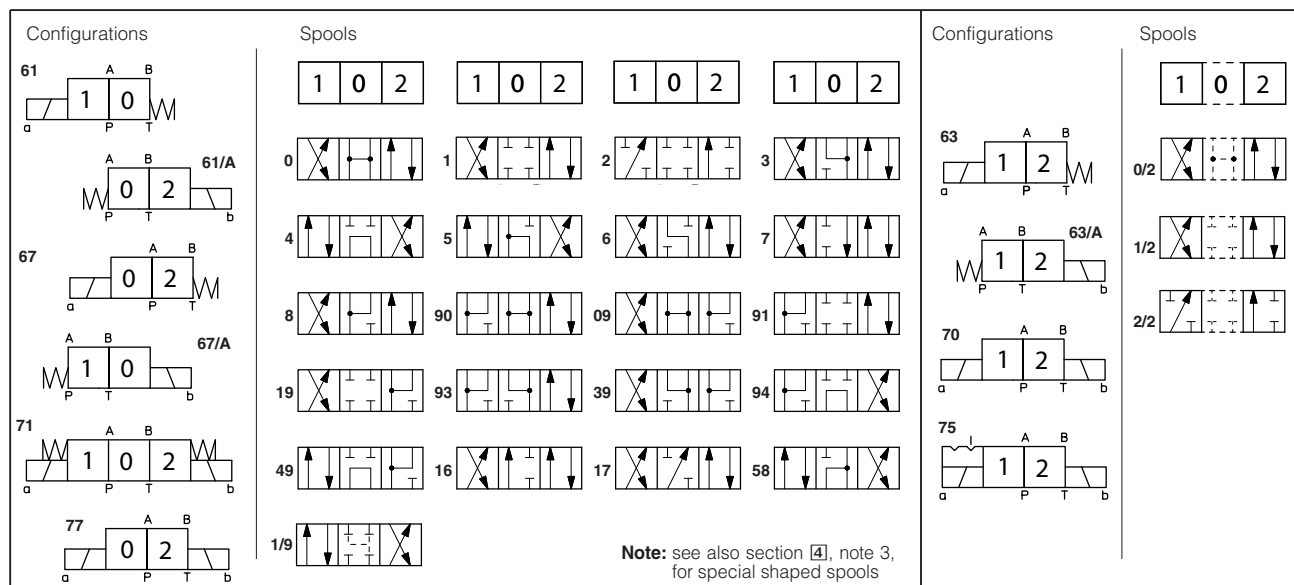 Configurations
Spools
Configurations
Spools
1 0 2
1 0 2
1 0 2
1 0 2
1 0 2
61
A B
1 0
a P T
61/A
A B
0 2
P T b
67
A B
0 2
a P T
67/A
A B
1 0
P T b
71
A B
1 0 2
a P T b
77
A B
0 2
a P T b
0 1 2 3
4 5 6 7
8 90 09 91
19 93 39 94
49 16 17 58
1/9
Note: see also section 4, note 3,
for special shaped spools
63
A B
1 2
a P T
63/A
A B
1 2
P T b
70
A B
1 2
a P T b
75
A B
1 2
a P T b
0/2
1/2
2/2